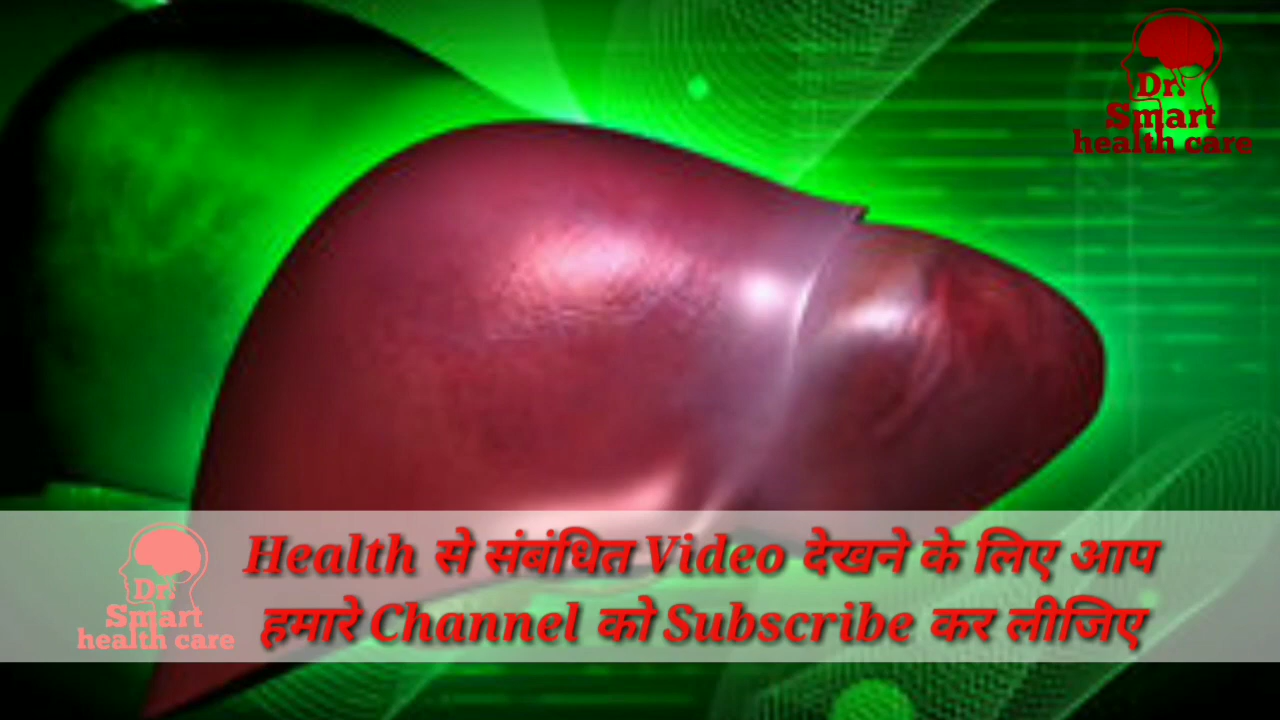 Dr.
Smart
health care
Dr.
Smart
health care
Health से संबंधित Video देखने के लिए आप
हमारे Channel को Subscribe कर लीजिए